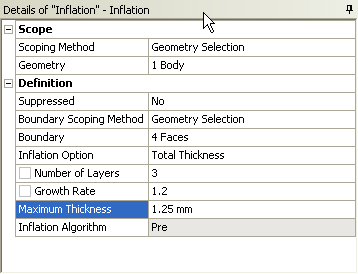 Details of "Inflation" - Inflation
Scope
Scoping Method Geometry Selection
Geometry 1 Body
Definition
Suppressed No
Boundary Scoping Method Geometry Selection
Boundary 4 Faces
Inflation Option Total Thickness
Number of Layers 3
Growth Rate 1.2
Maximum Thickness 1.25 mm
Inflation Algorithm Pre